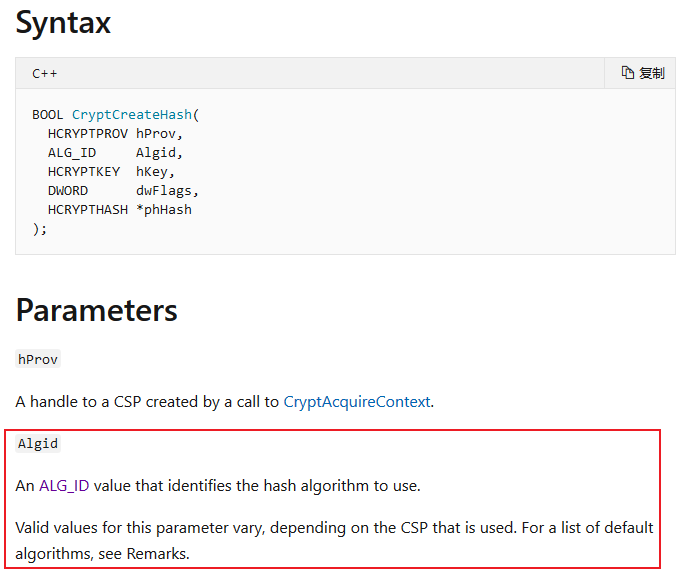 Syntax
C++ 复制
BOOL CryptCreateHash(
  HCRYPTPROV hProv,
  ALG_ID     Algid,
  HCRYPTKEY  hKey,
  DWORD      dwFlags,
  HCRYPTHASH *phHash
);
Parameters
hProv
A handle to a CSP created by a call to CryptAcquireContext.
Algid
An ALG_ID value that identifies the hash algorithm to use.
Valid values for this parameter vary, depending on the CSP that is used. For a list of default
algorithms, see Remarks.